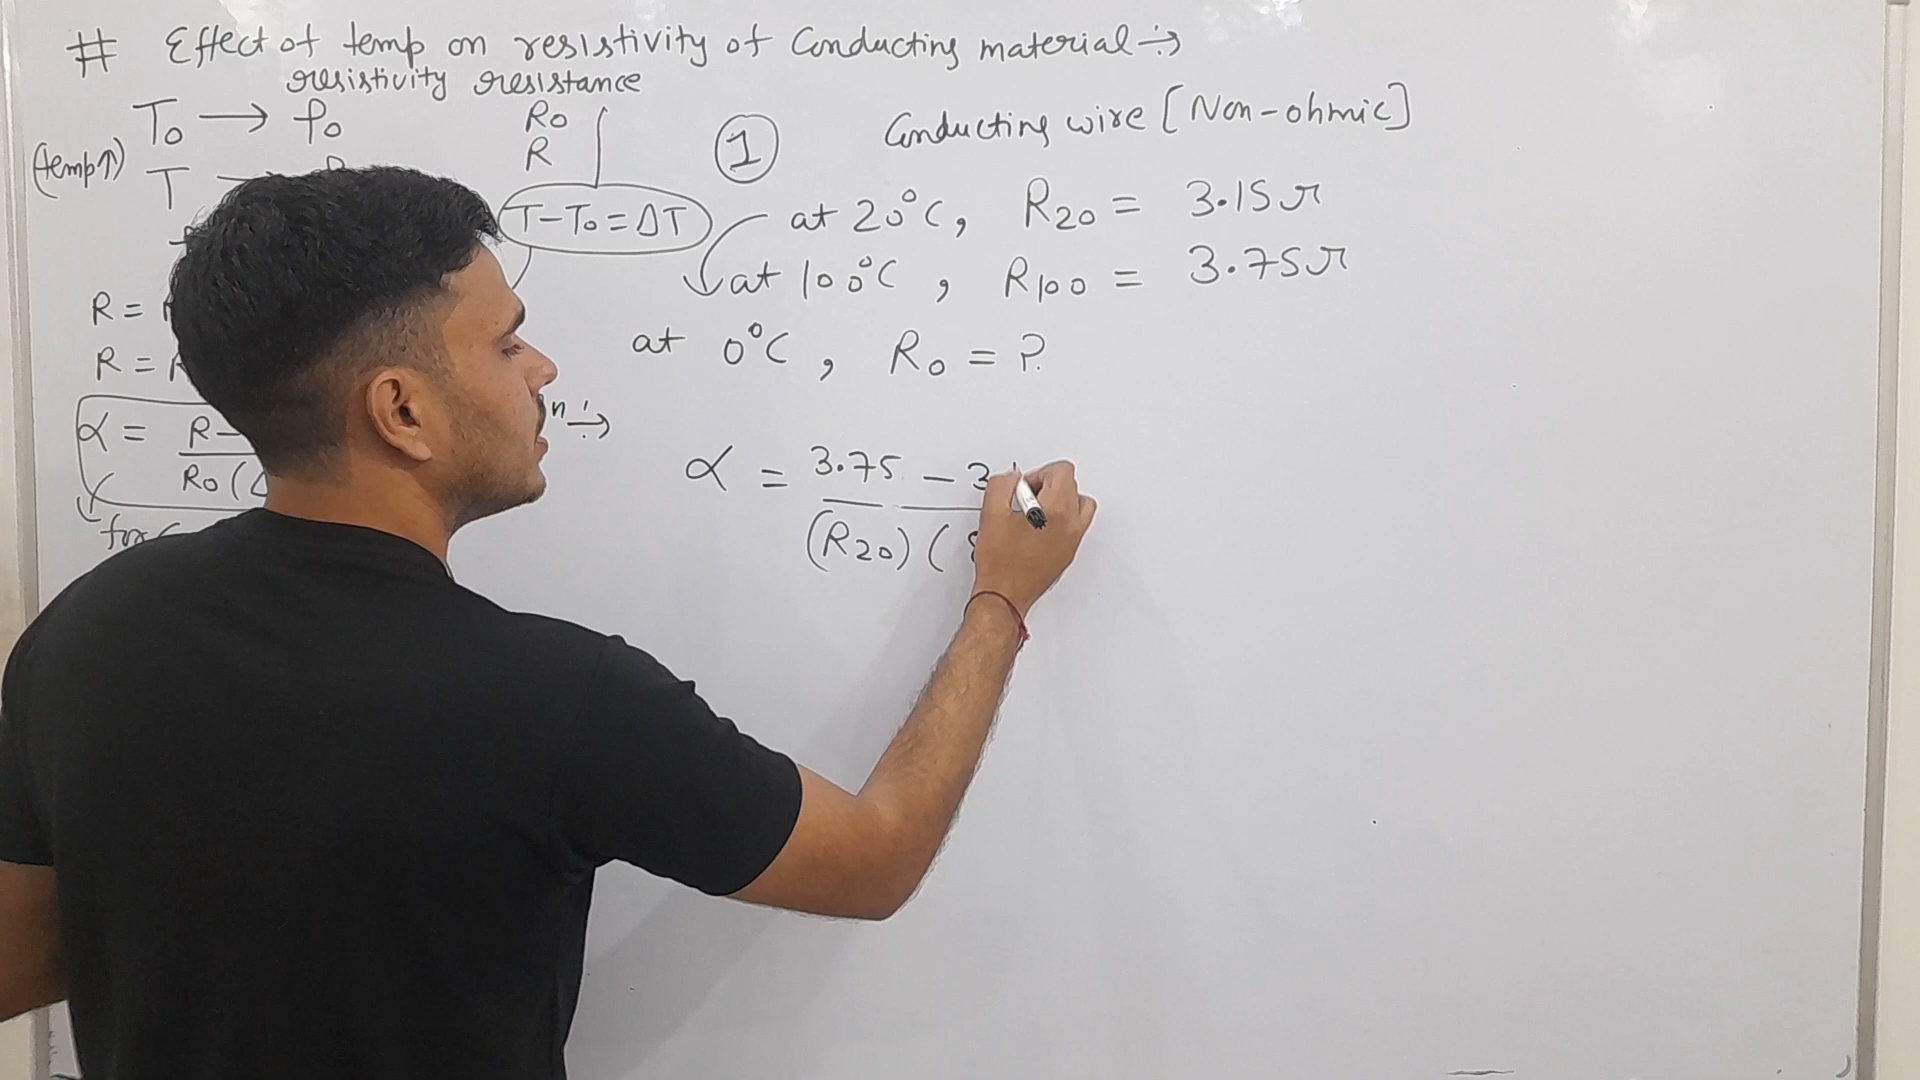 # Effect of temp on resistivity of Conducting material ÷>
resistivity resistance
T₀ → ρ₀
R₀
(temp↑) T
R
T-T₀ = ΔT
R =
R =
α = R-
R₀(Δ
for
①
Conducting wire [Non-ohmic]
at 20°C, R₂₀ = 3.15Ω
at 100°C, R₁₀₀ = 3.75Ω
at 0°C, R₀ = ?
n ÷>
α = 3.75 - 3
(R₂₀)(